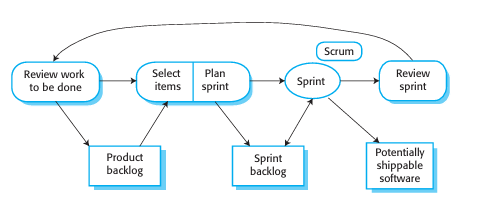 Scrum
Review work
to be done
Select
items
Plan
sprint
Sprint
Review
sprint
Product
backlog
Sprint
backlog
Potentially
shippable
software